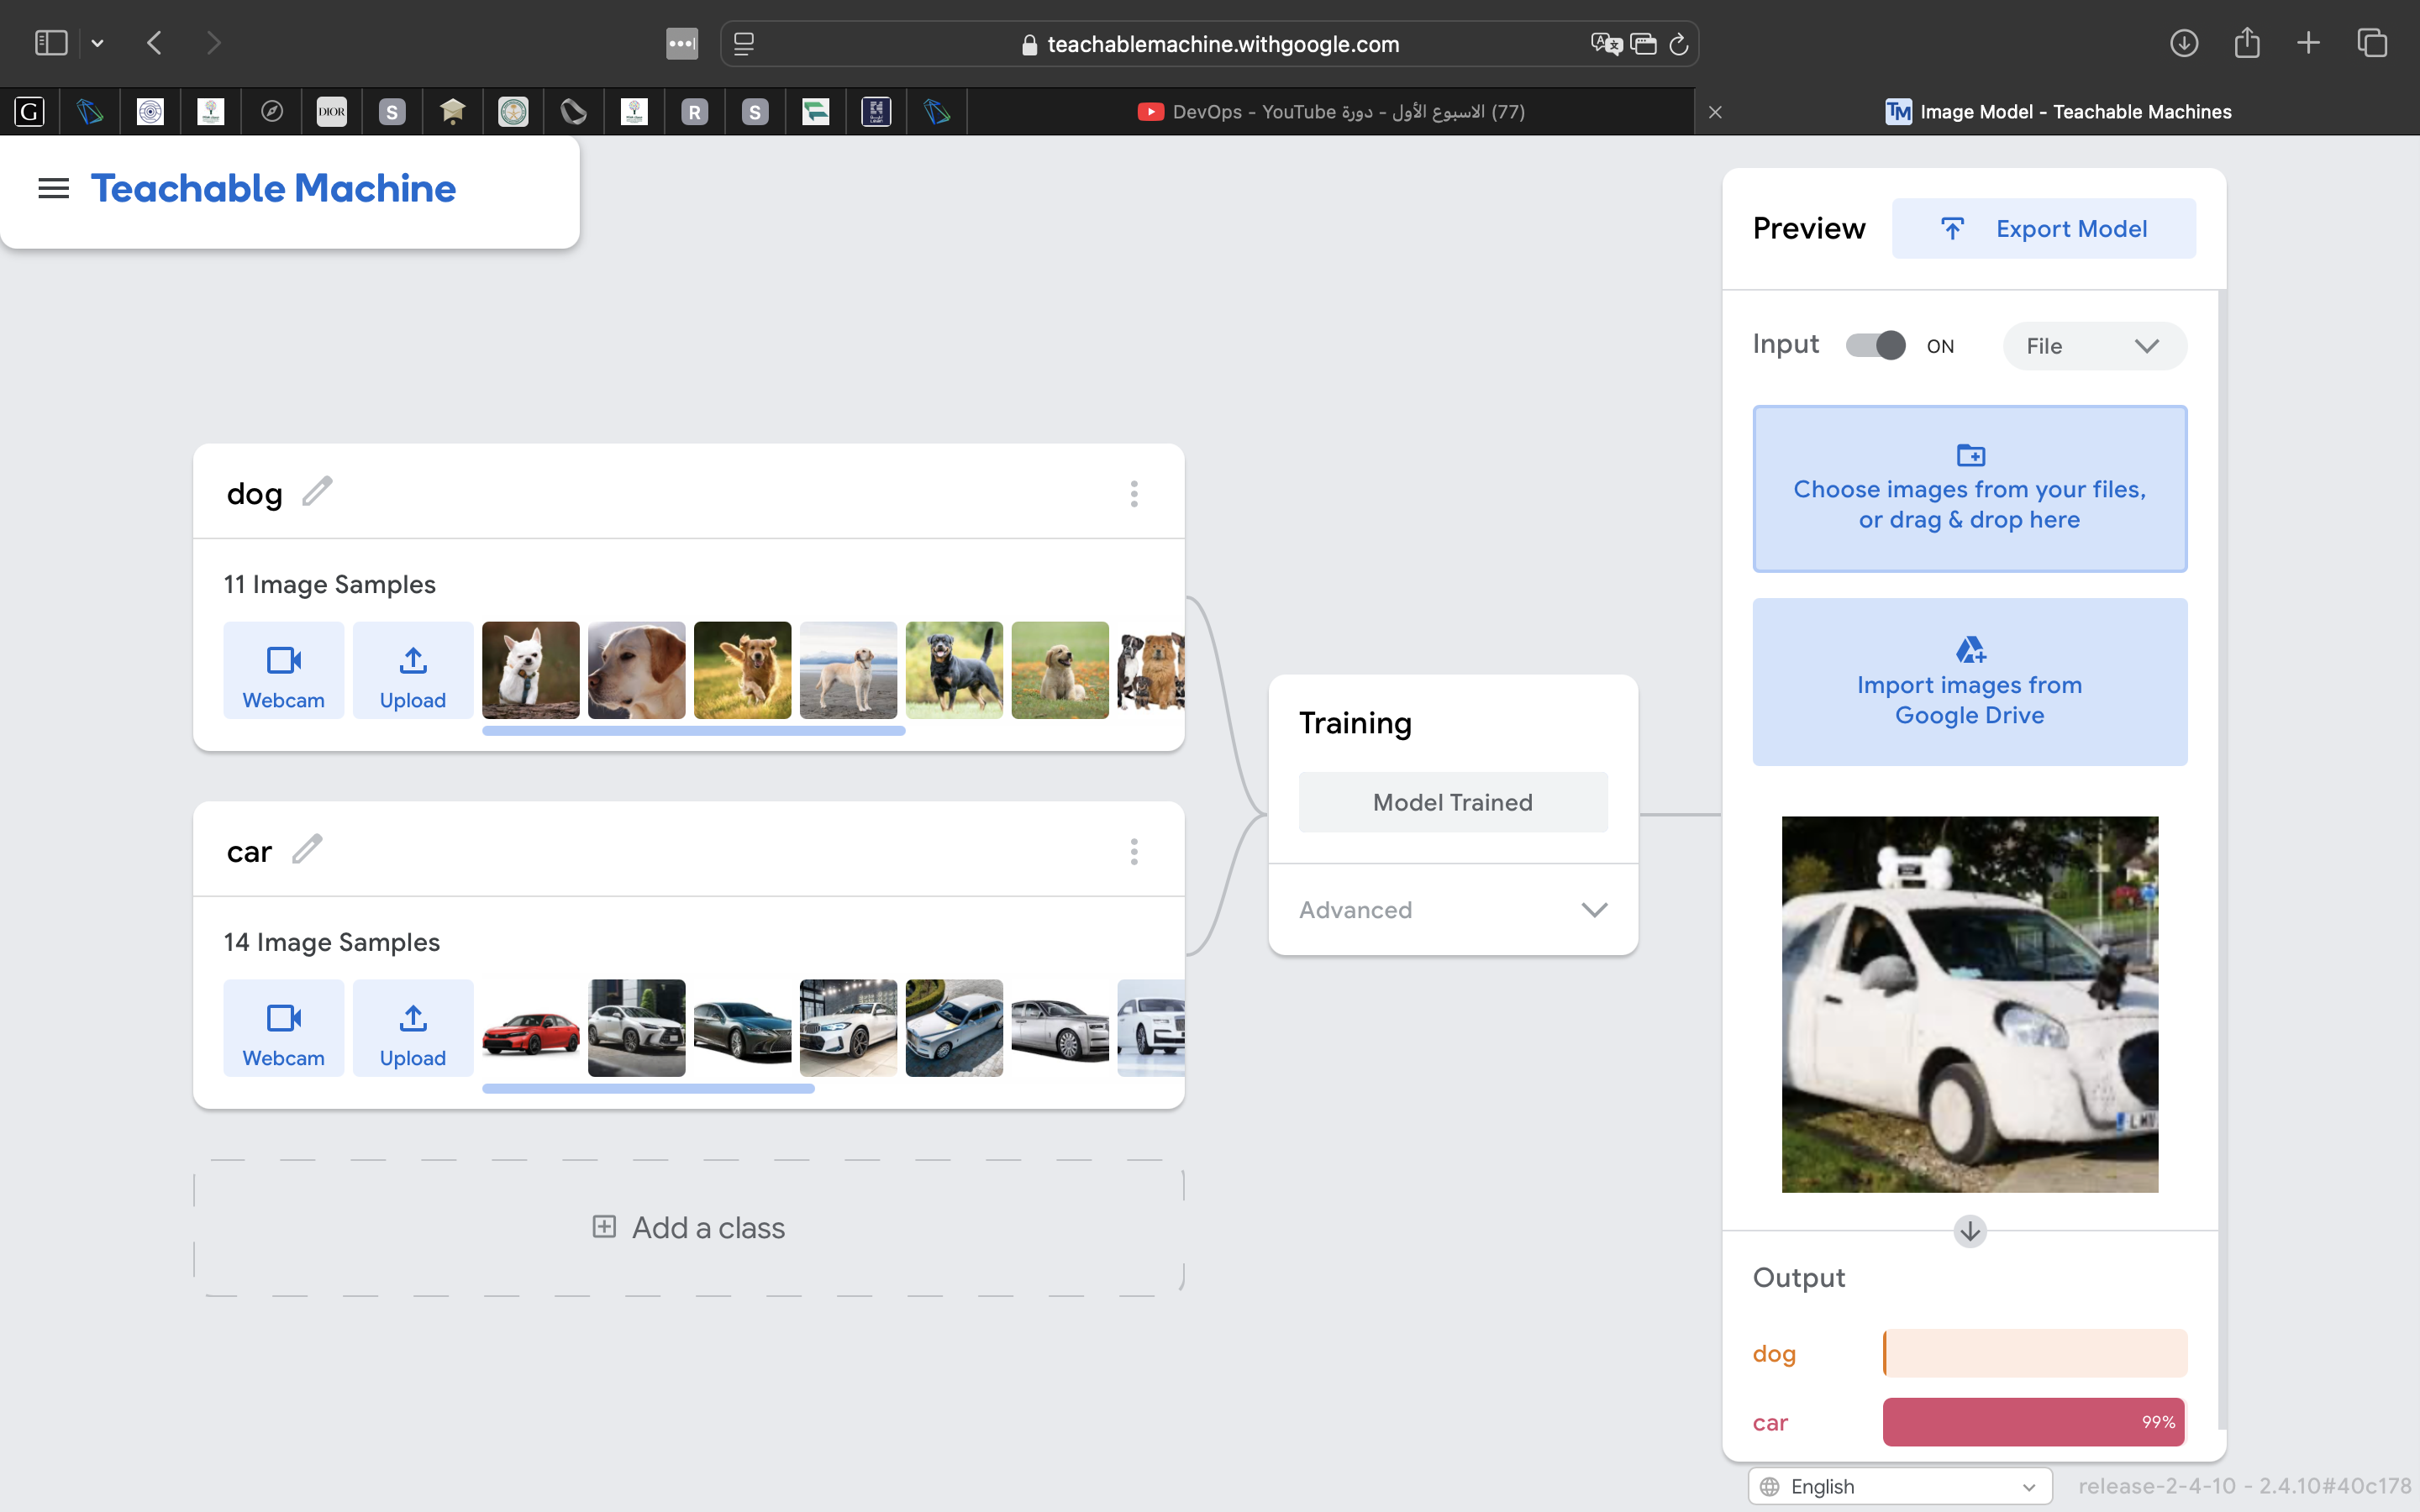 teachablemachine.withgoogle.com
G
DIOR
S
R
S
(77) الاسبوع الأول - دورة DevOps - YouTube
TM Image Model - Teachable Machines
Teachable Machine
dog
11 Image Samples
Webcam
Upload
car
14 Image Samples
Webcam
Upload
Add a class
Training
Model Trained
Advanced
Preview
Export Model
Input
ON
File
Choose images from your files,
or drag & drop here
Import images from
Google Drive
Output
dog
car
99%
English
release-2-4-10 - 2.4.10#40c178